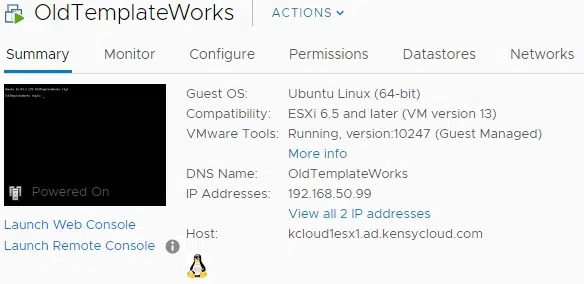 OldTemplateWorks
ACTIONS
Summary Monitor Configure Permissions Datastores Networks
Guest OS: Ubuntu Linux (64-bit)
Compatibility: ESXi 6.5 and later (VM version 13)
VMware Tools: Running, version:10247 (Guest Managed)
More info
DNS Name: OldTemplateWorks
IP Addresses: 192.168.50.99
View all 2 IP addresses
Host: kcloud1esx1.ad.kensycloud.com
Powered On
Launch Web Console
Launch Remote Console